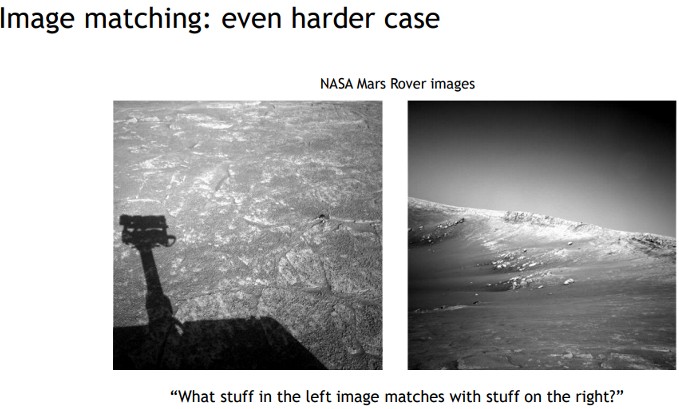 Image matching: even harder case
NASA Mars Rover images
“What stuff in the left image matches with stuff on the right?”